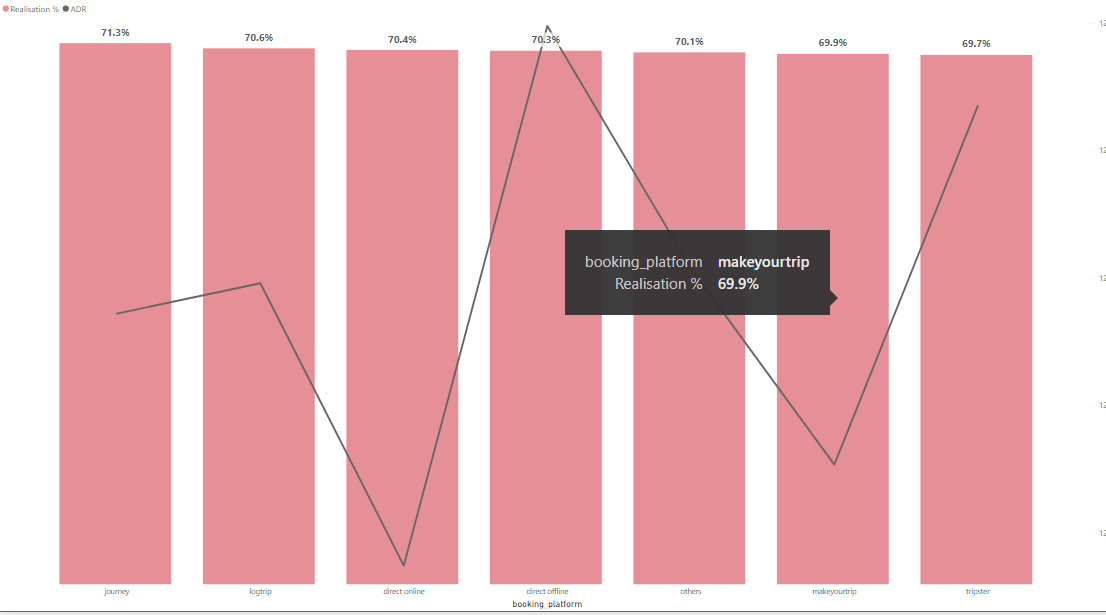 Realisation % ADR
71.3% 70.6% 70.4% 70.3% 70.1% 69.9% 69.7%
booking_platform makeyourtrip
Realisation % 69.9%
journey logtrip direct online direct offline others makeyourtrip tripster
booking_platform